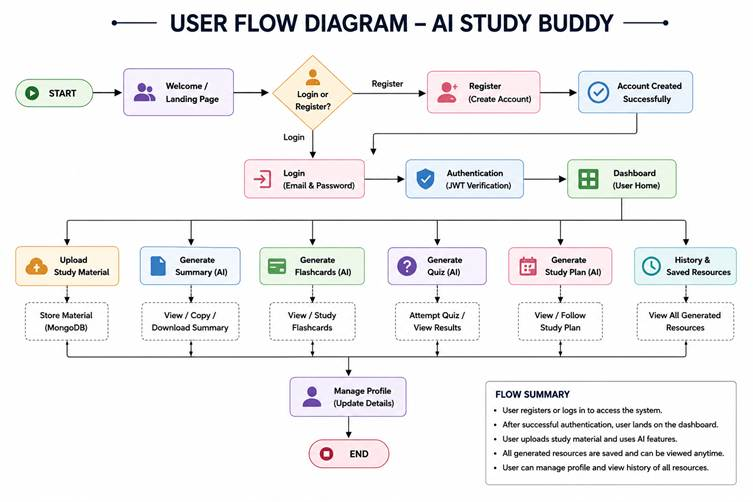 USER FLOW DIAGRAM – AI STUDY BUDDY
START
Welcome /
Landing Page
Login or
Register?
Register
Register
(Create Account)
Account Created
Successfully
Login
Login
(Email & Password)
Authentication
(JWT Verification)
Dashboard
(User Home)
Upload
Study Material
Generate
Summary (AI)
Generate
Flashcards (AI)
Generate
Quiz (AI)
Generate
Study Plan (AI)
History &
Saved Resources
Store Material
(MongoDB)
View / Copy /
Download Summary
View / Study
Flashcards
Attempt Quiz /
View Results
View / Follow
Study Plan
View All Generated
Resources
Manage Profile
(Update Details)
END
FLOW SUMMARY
• User registers or logs in to access the system.
• After successful authentication, user lands on the dashboard.
• User uploads study material and uses AI features.
• All generated resources are saved and can be viewed anytime.
• User can manage profile and view history of all resources.